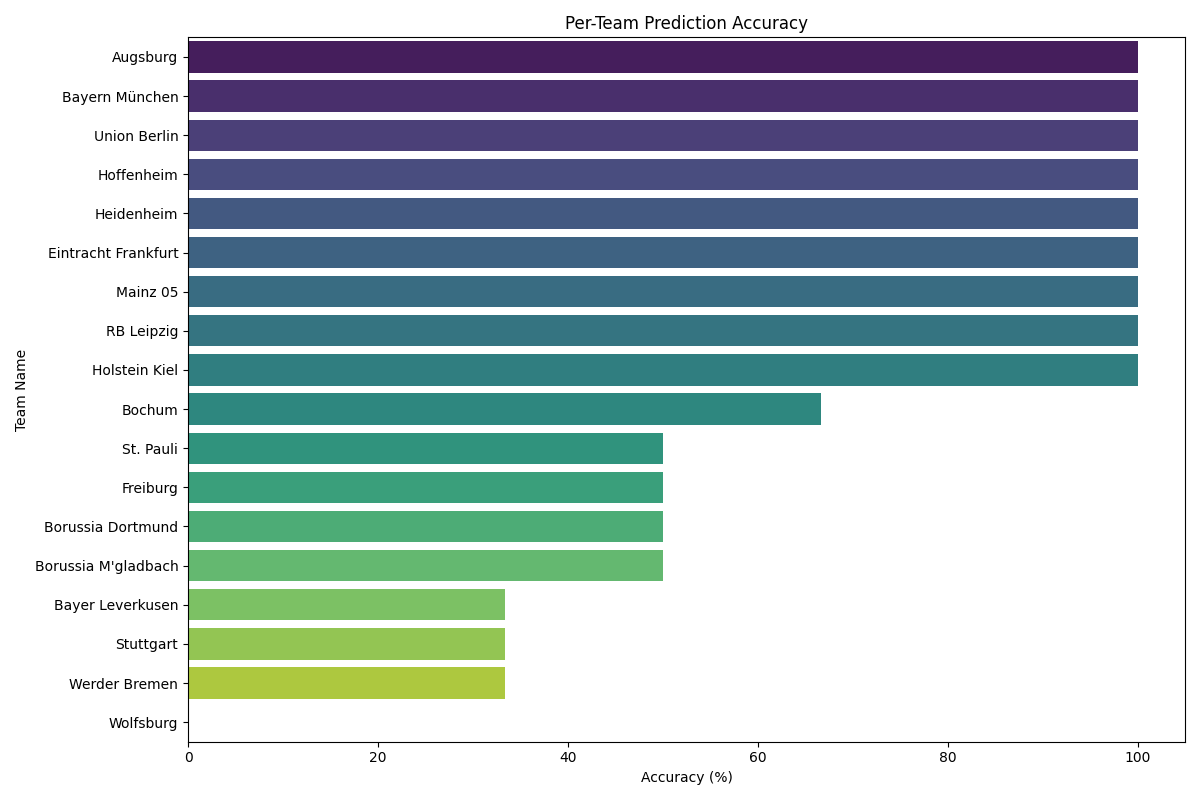 Per-Team Prediction Accuracy
Team Name
Augsburg
Bayern München
Union Berlin
Hoffenheim
Heidenheim
Eintracht Frankfurt
Mainz 05
RB Leipzig
Holstein Kiel
Bochum
St. Pauli
Freiburg
Borussia Dortmund
Borussia M'gladbach
Bayer Leverkusen
Stuttgart
Werder Bremen
Wolfsburg
0 20 40 60 80 100
Accuracy (%)